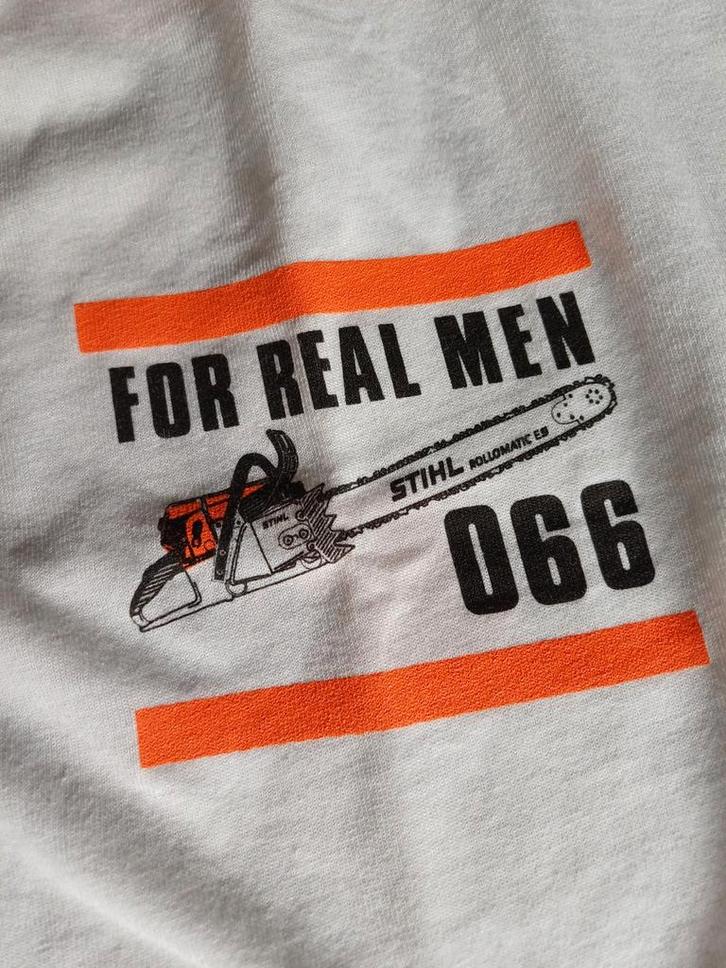 FOR REAL MEN
STIHL ROLLOMATIC ES
STIHL
066